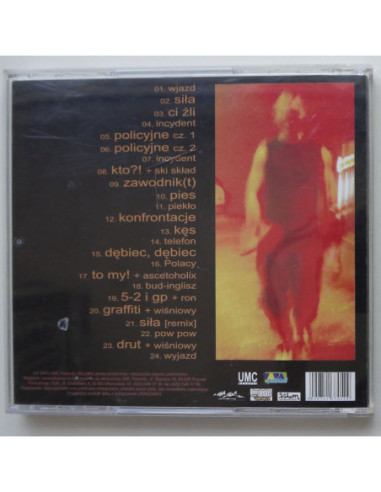 01. wjazd
02. siła
03. ci źli
04. incydent
05. policyjne cz. 1
06. policyjne cz. 2
07. incydent
08. kto?! + ski skład
09. zawodnik(t)
10. pies
11. piekło
12. konfrontacje
13. kęs
14. telefon
15. dębiec, dębiec
16. Polacy
17. to my! + ascetoholix
18. bud-inglisz
19. 5-2 i gp + ron
20. graffiti + wiśniowy
21. siła [remix]
22. pow pow
23. drut + wiśniowy
24. wyjazd
UMC